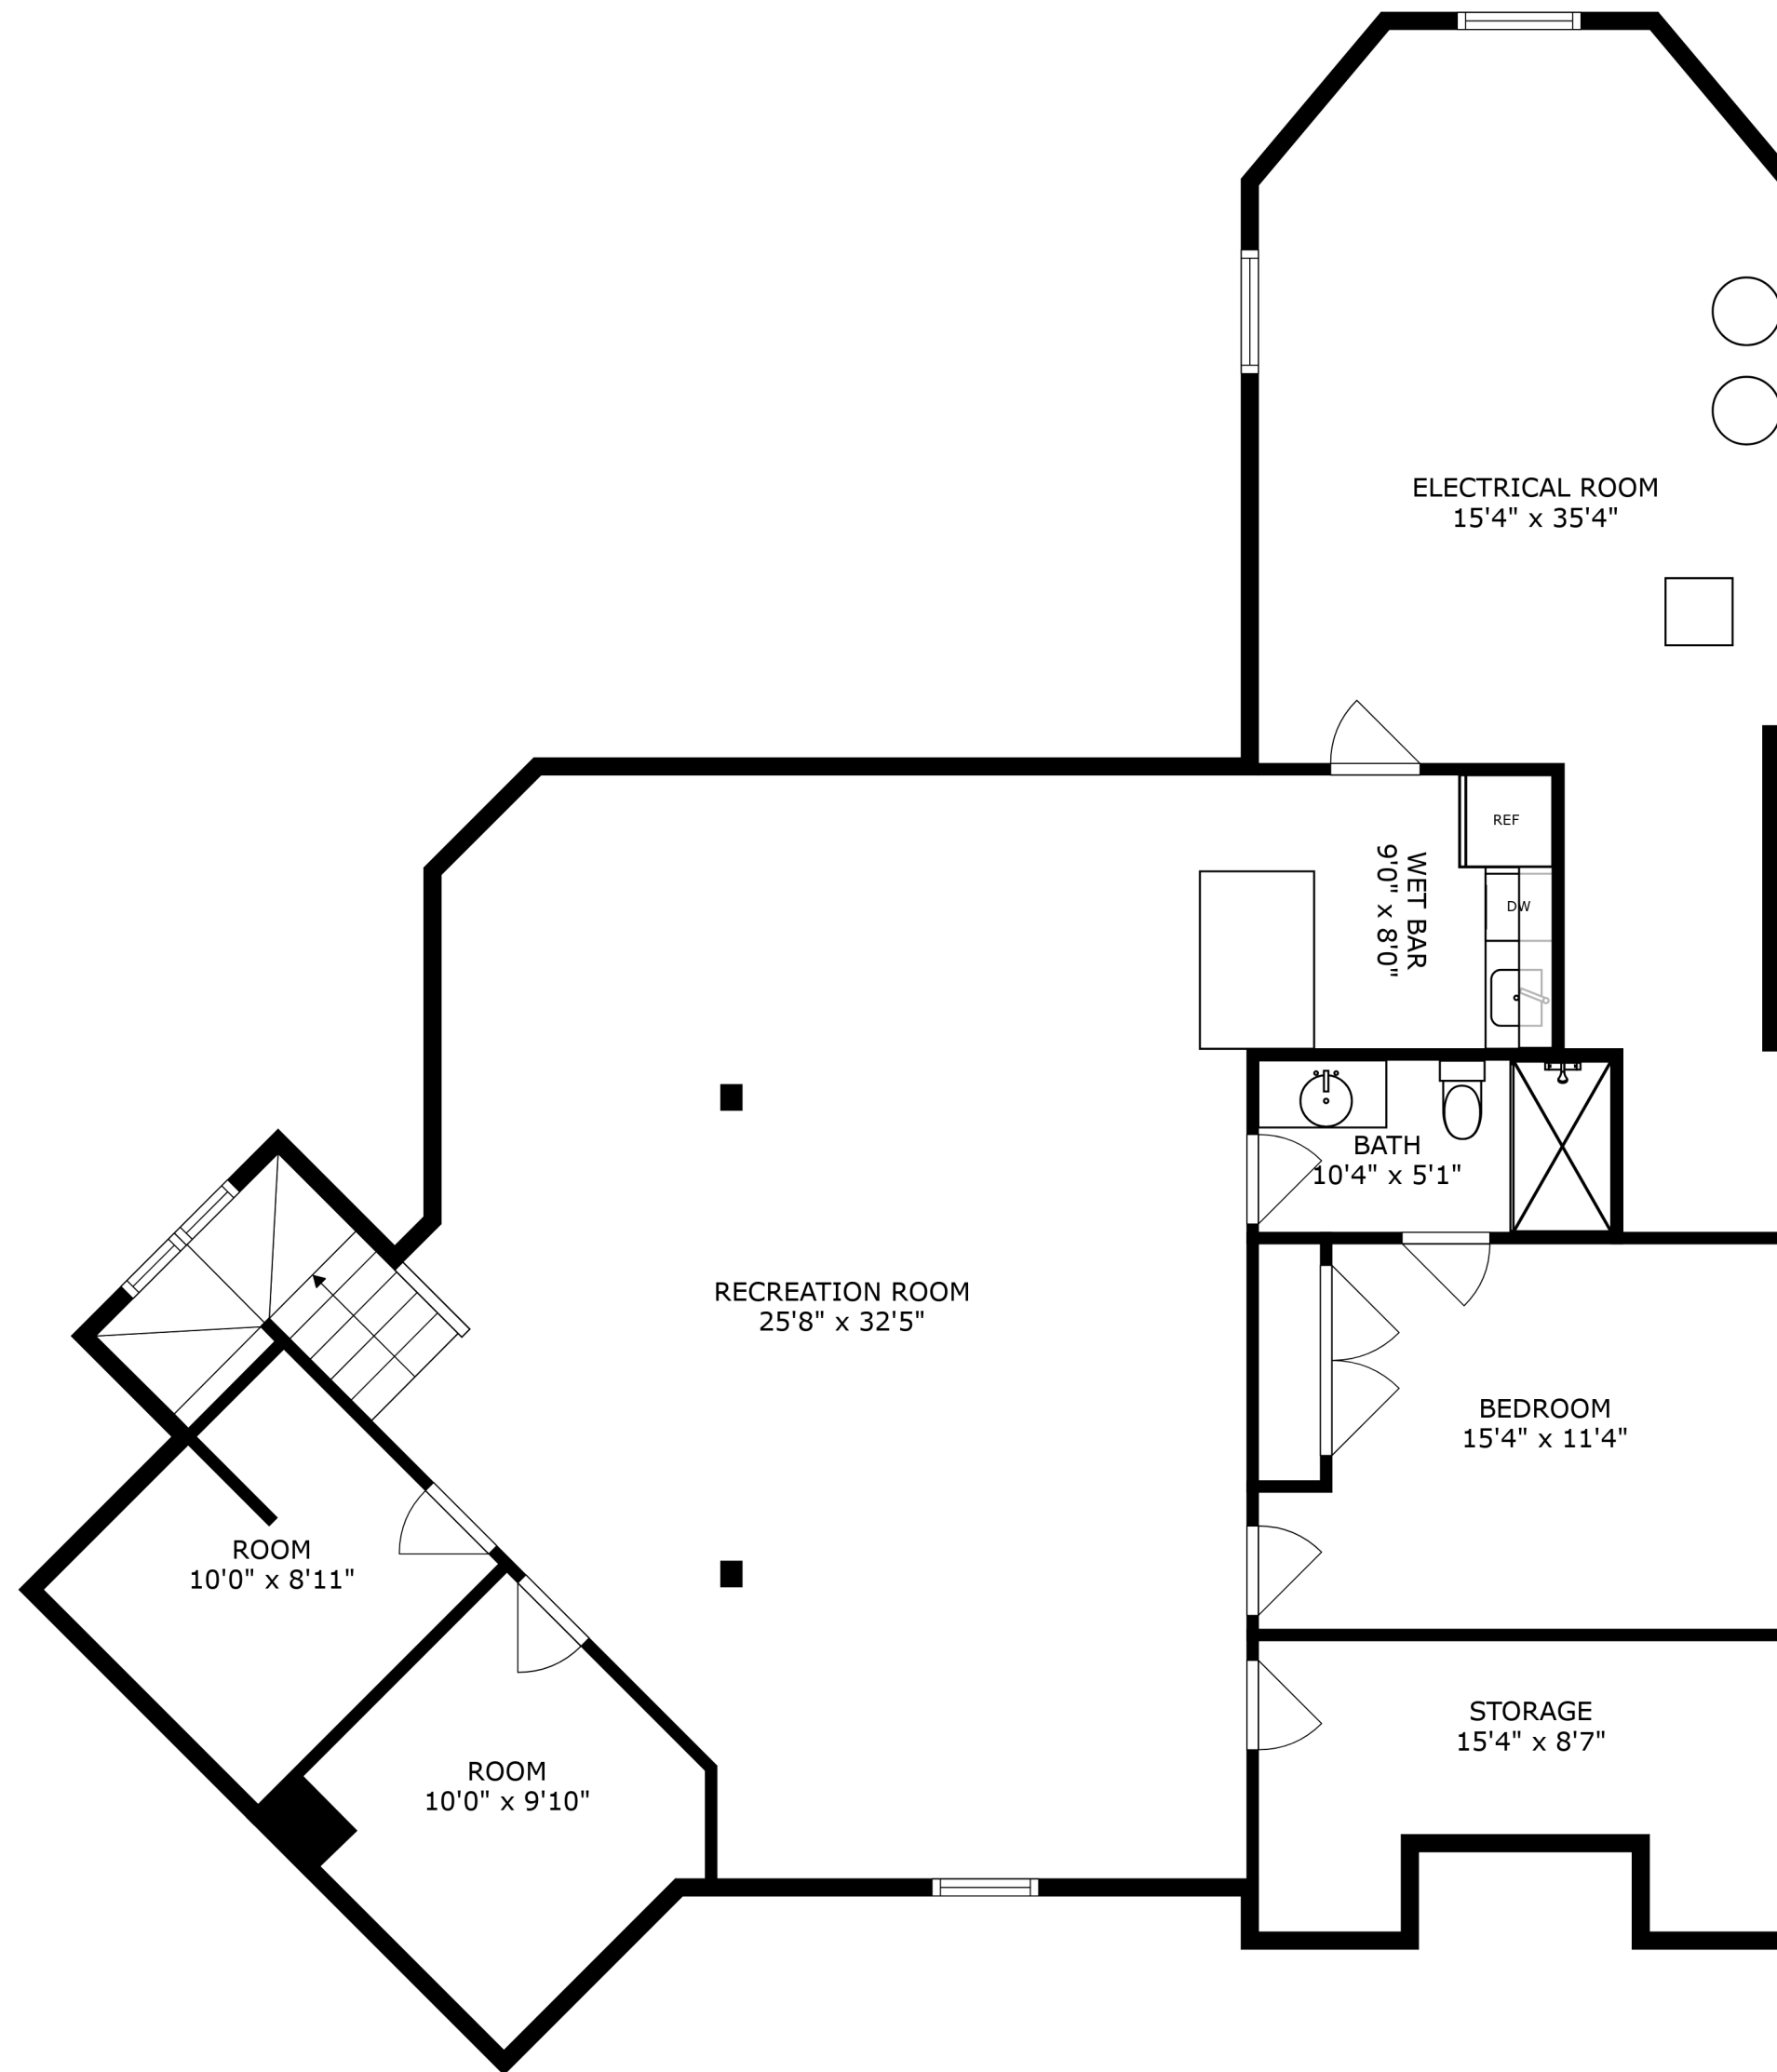 ELECTRICAL ROOM
15'4" x 35'4"
REF
DW
WET BAR
9'0" x 8'0"
BATH
10'4" x 5'1"
RECREATION ROOM
25'8" x 32'5"
BEDROOM
15'4" x 11'4"
ROOM
10'0" x 8'11"
STORAGE
15'4" x 8'7"
ROOM
10'0" x 9'10"